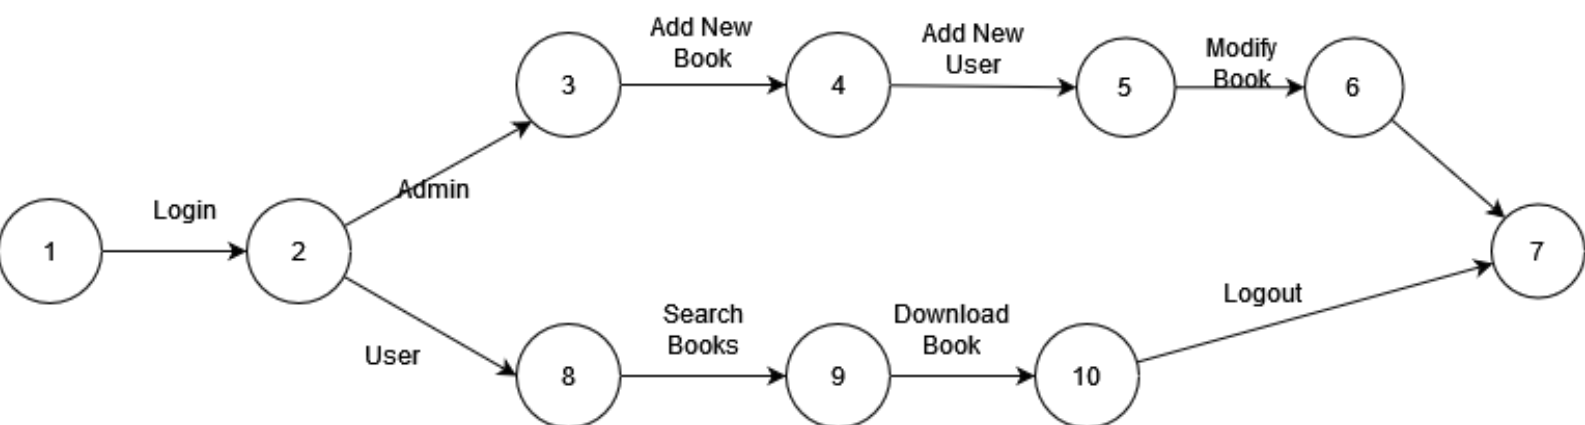 Add New
Book
Add New
User
Modify
Book
3
4
5
6
Admin
Login
1
2
7
Logout
User
Search
Books
Download
Book
8
9
10